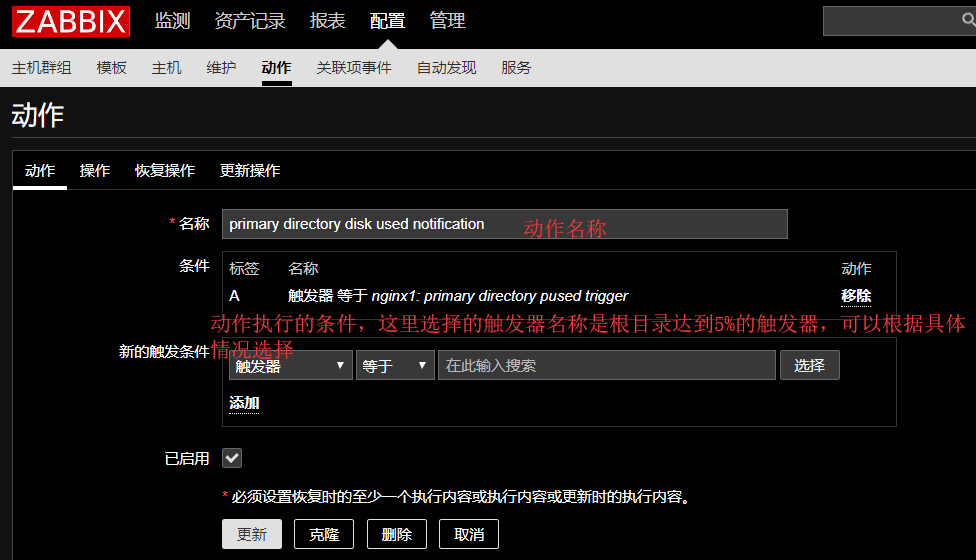 ZABBIX 监测 资产记录 报表 配置 管理
主机群组 模板 主机 维护 动作 关联项事件 自动发现 服务
动作
动作 操作 恢复操作 更新操作
* 名称 primary directory disk used notification 动作名称
条件 标签 名称 动作
A 触发器 等于 nginx1: primary directory pused trigger 移除
动作执行的条件，这里选择的触发器名称是根目录达到5%的触发器，可以根据具体
情况选择
新的触发条件 触发器 等于 在此输入搜索 选择
添加
已启用
* 必须设置恢复时的至少一个执行内容或执行内容或更新时的执行内容。
更新 克隆 删除 取消